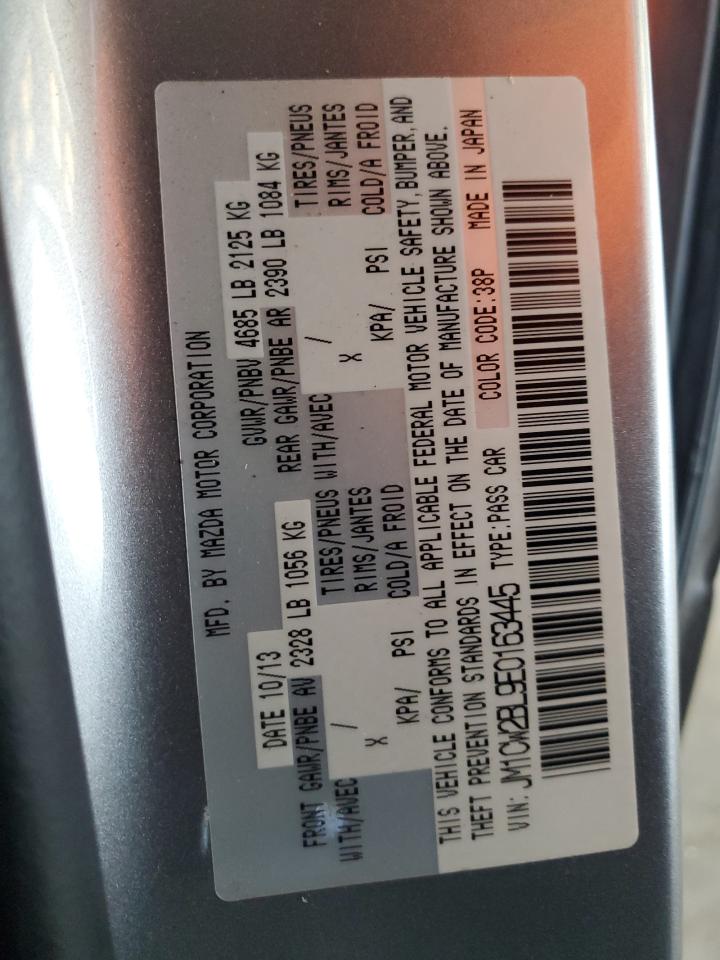 MFD. BY MAZDA MOTOR CORPORATION
DATE 10/13 GVWR/PNBV 4685 LB 2125 KG
FRONT GAWR/PNBE AV 2328 LB 1056 KG REAR GAWR/PNBE AR 2390 LB 1084 KG
WITH/AVEC / TIRES/PNEUS WITH/AVEC / TIRES/PNEUS
X RIMS/JANTES X RIMS/JANTES
KPA/ PSI COLD/A FROID KPA/ PSI COLD/A FROID
THIS VEHICLE CONFORMS TO ALL APPLICABLE FEDERAL MOTOR VEHICLE SAFETY, BUMPER, AND
THEFT PREVENTION STANDARDS IN EFFECT ON THE DATE OF MANUFACTURE SHOWN ABOVE.
VIN: JM1CW2BL9E0163445 TYPE:PASS CAR COLOR CODE:38P MADE IN JAPAN